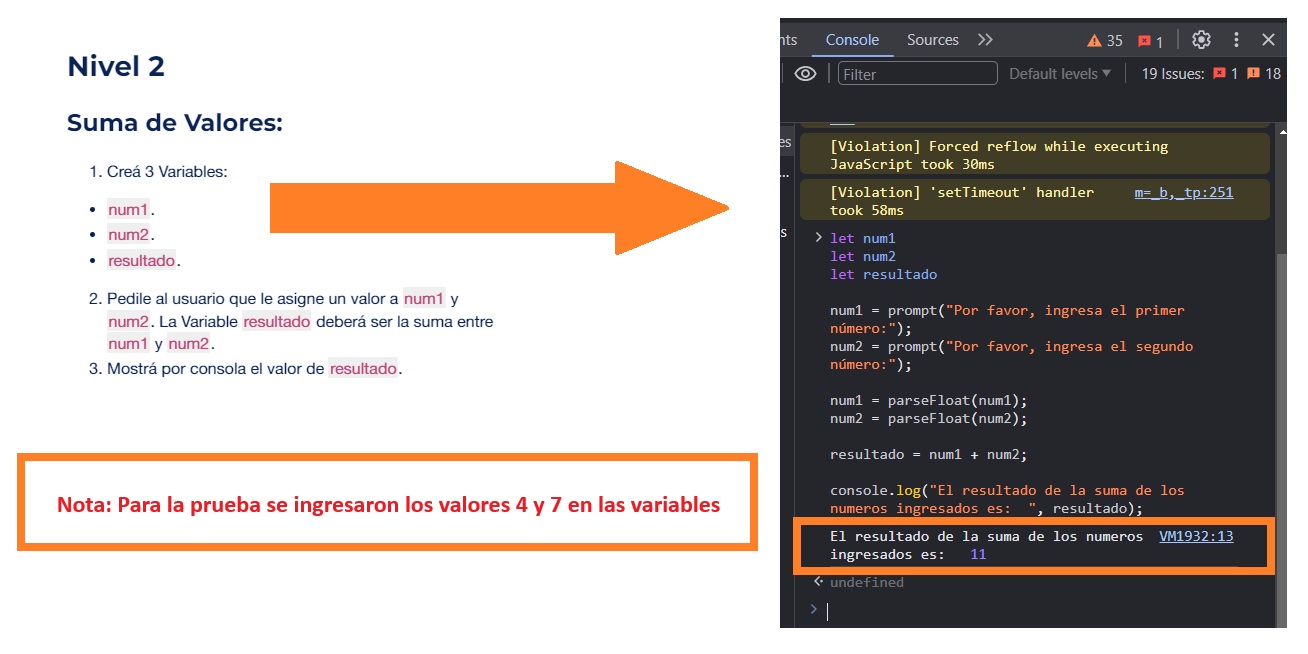 Nivel 2
Suma de Valores:
1. Creá 3 Variables:
• num1.
• num2.
• resultado.
2. Pedile al usuario que le asigne un valor a num1 y
num2. La Variable resultado deberá ser la suma entre
num1 y num2.
3. Mostrá por consola el valor de resultado.
Nota: Para la prueba se ingresaron los valores 4 y 7 en las variables
nts Console Sources 35 1
Filter Default levels ▼ 19 Issues: 1 18
es
...
s
[Violation] Forced reflow while executing
JavaScript took 30ms
[Violation] 'setTimeout' handler m=_b,_tp:251
took 58ms
> let num1
let num2
let resultado
num1 = prompt("Por favor, ingresa el primer
número:");
num2 = prompt("Por favor, ingresa el segundo
número:");
num1 = parseFloat(num1);
num2 = parseFloat(num2);
resultado = num1 + num2;
console.log("El resultado de la suma de los
numeros ingresados es:  ", resultado);
El resultado de la suma de los numeros VM1932:13
ingresados es:   11
undefined
>